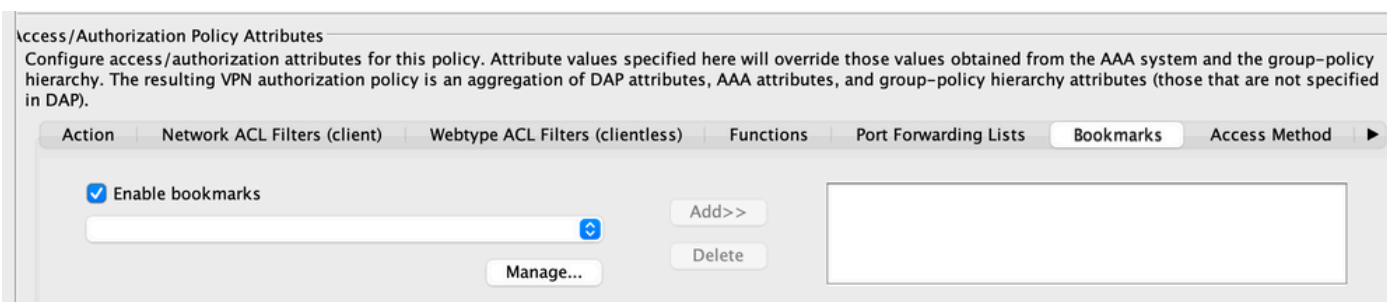 Access/Authorization Policy Attributes
Configure access/authorization attributes for this policy. Attribute values specified here will override those values obtained from the AAA system and the group-policy
hierarchy. The resulting VPN authorization policy is an aggregation of DAP attributes, AAA attributes, and group-policy hierarchy attributes (those that are not specified
in DAP).
Action Network ACL Filters (client) Webtype ACL Filters (clientless) Functions Port Forwarding Lists Bookmarks Access Method
Enable bookmarks
Add>>
Delete
Manage...